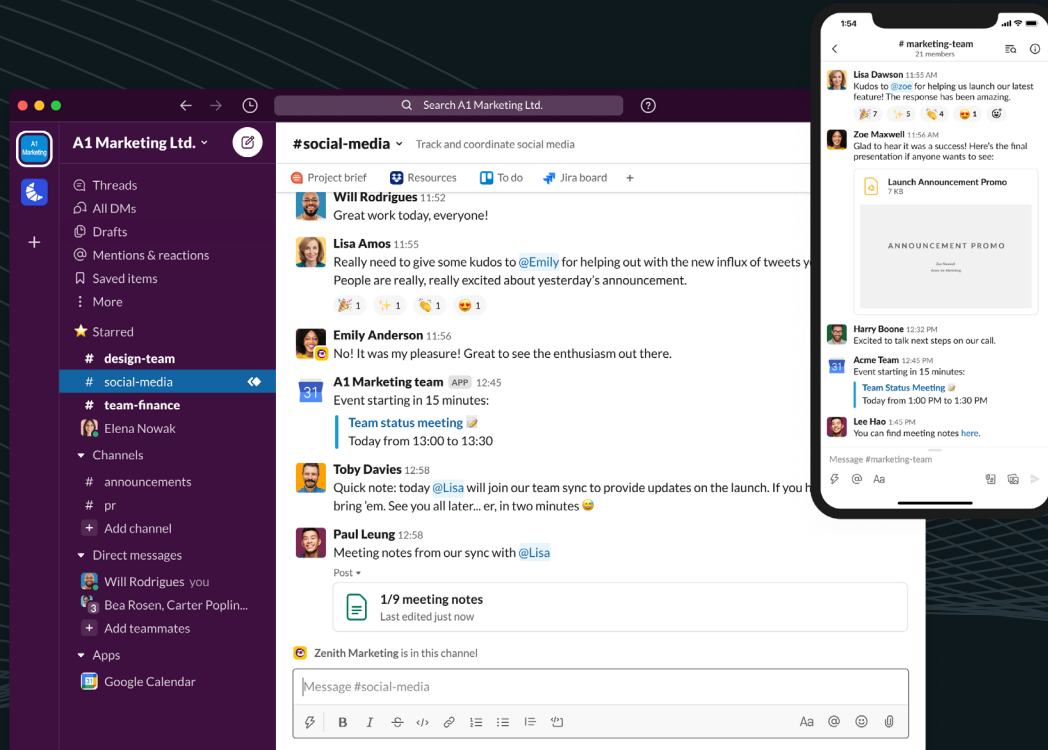 Search A1 Marketing Ltd.
A1
Marketing
A1 Marketing Ltd.
Threads
All DMs
Drafts
Mentions & reactions
Saved items
More
Starred
# design-team
# social-media
# team-finance
Elena Nowak
Channels
# announcements
# pr
+ Add channel
Direct messages
Will Rodrigues you
3 Bea Rosen, Carter Poplin...
+ Add teammates
Apps
Google Calendar
#social-media Track and coordinate social media
Project brief Resources To do Jira board +
Will Rodrigues 11:52
Great work today, everyone!
Lisa Amos 11:55
Really need to give some kudos to @Emily for helping out with the new influx of tweets
People are really, really excited about yesterday's announcement.
1 1 1 1
Emily Anderson 11:56
No! It was my pleasure! Great to see the enthusiasm out there.
31
A1 Marketing team APP 12:45
Event starting in 15 minutes:
Team status meeting
Today from 13:00 to 13:30
Toby Davies 12:58
Quick note: today @Lisa will join our team sync to provide updates on the launch. If you
bring 'em. See you all later... er, in two minutes
Paul Leung 12:58
Meeting notes from our sync with @Lisa
Post
1/9 meeting notes
Last edited just now
Zenith Marketing is in this channel
Message #social-media
B I S </> Aa @
1:54
# marketing-team
21 members
Lisa Dawson 11:55 AM
Kudos to @zoe for helping us launch our latest
feature! The response has been amazing.
7 5 4 1
Zoe Maxwell 11:56 AM
Glad to hear it was a success! Here's the final
presentation if anyone wants to see:
Launch Announcement Promo
7 KB
ANNOUNCEMENT PROMO
Zoe Maxwell
Harry Boone 12:32 PM
Excited to talk next steps on our call.
31
Acme Team 12:45 PM
Event starting in 15 minutes:
Team Status Meeting
Today from 1:00 PM to 1:30 PM
Lee Hao 1:45 PM
You can find meeting notes here.
Message #marketing-team
@ Aa